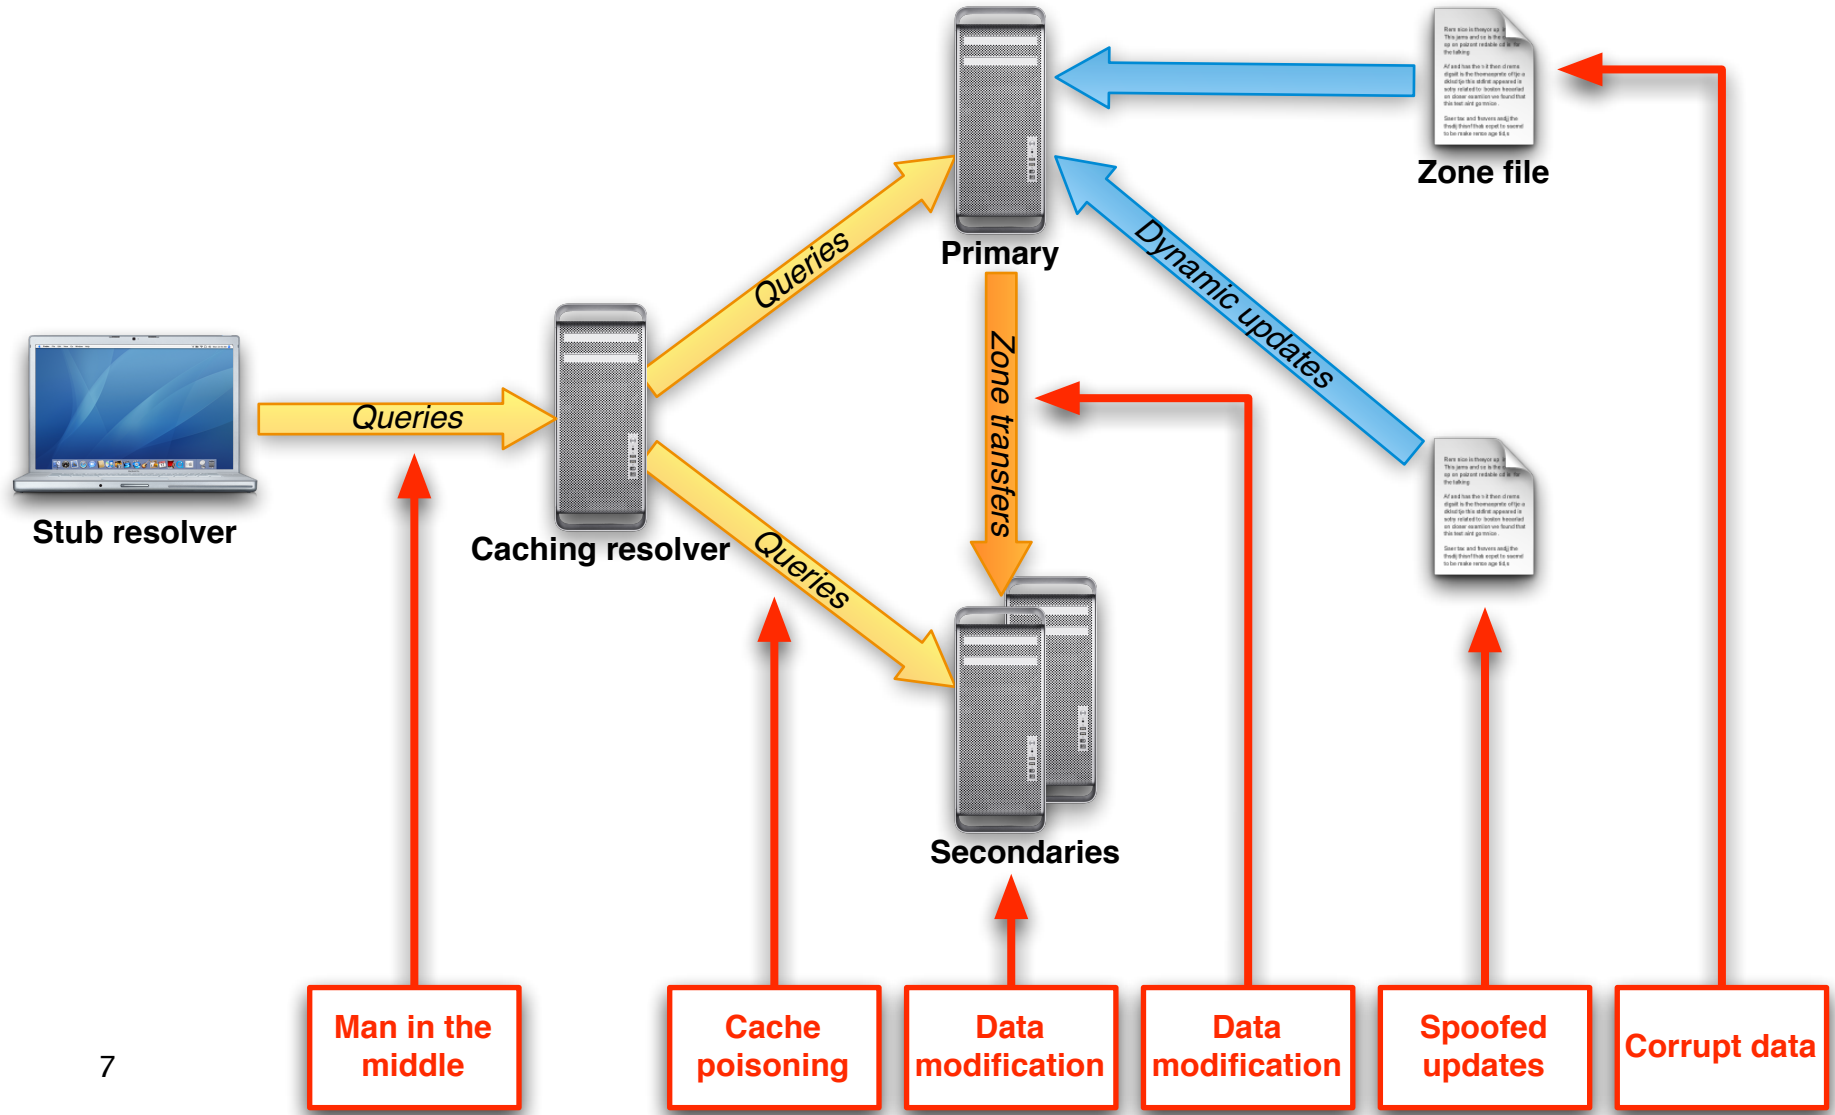 Zone file
Primary
Queries
Dynamic updates
Zone transfers
Queries
Stub resolver
Caching resolver
Queries
Secondaries
Man in the
middle
Cache
poisoning
Data
modification
Data
modification
Spoofed
updates
Corrupt data
7